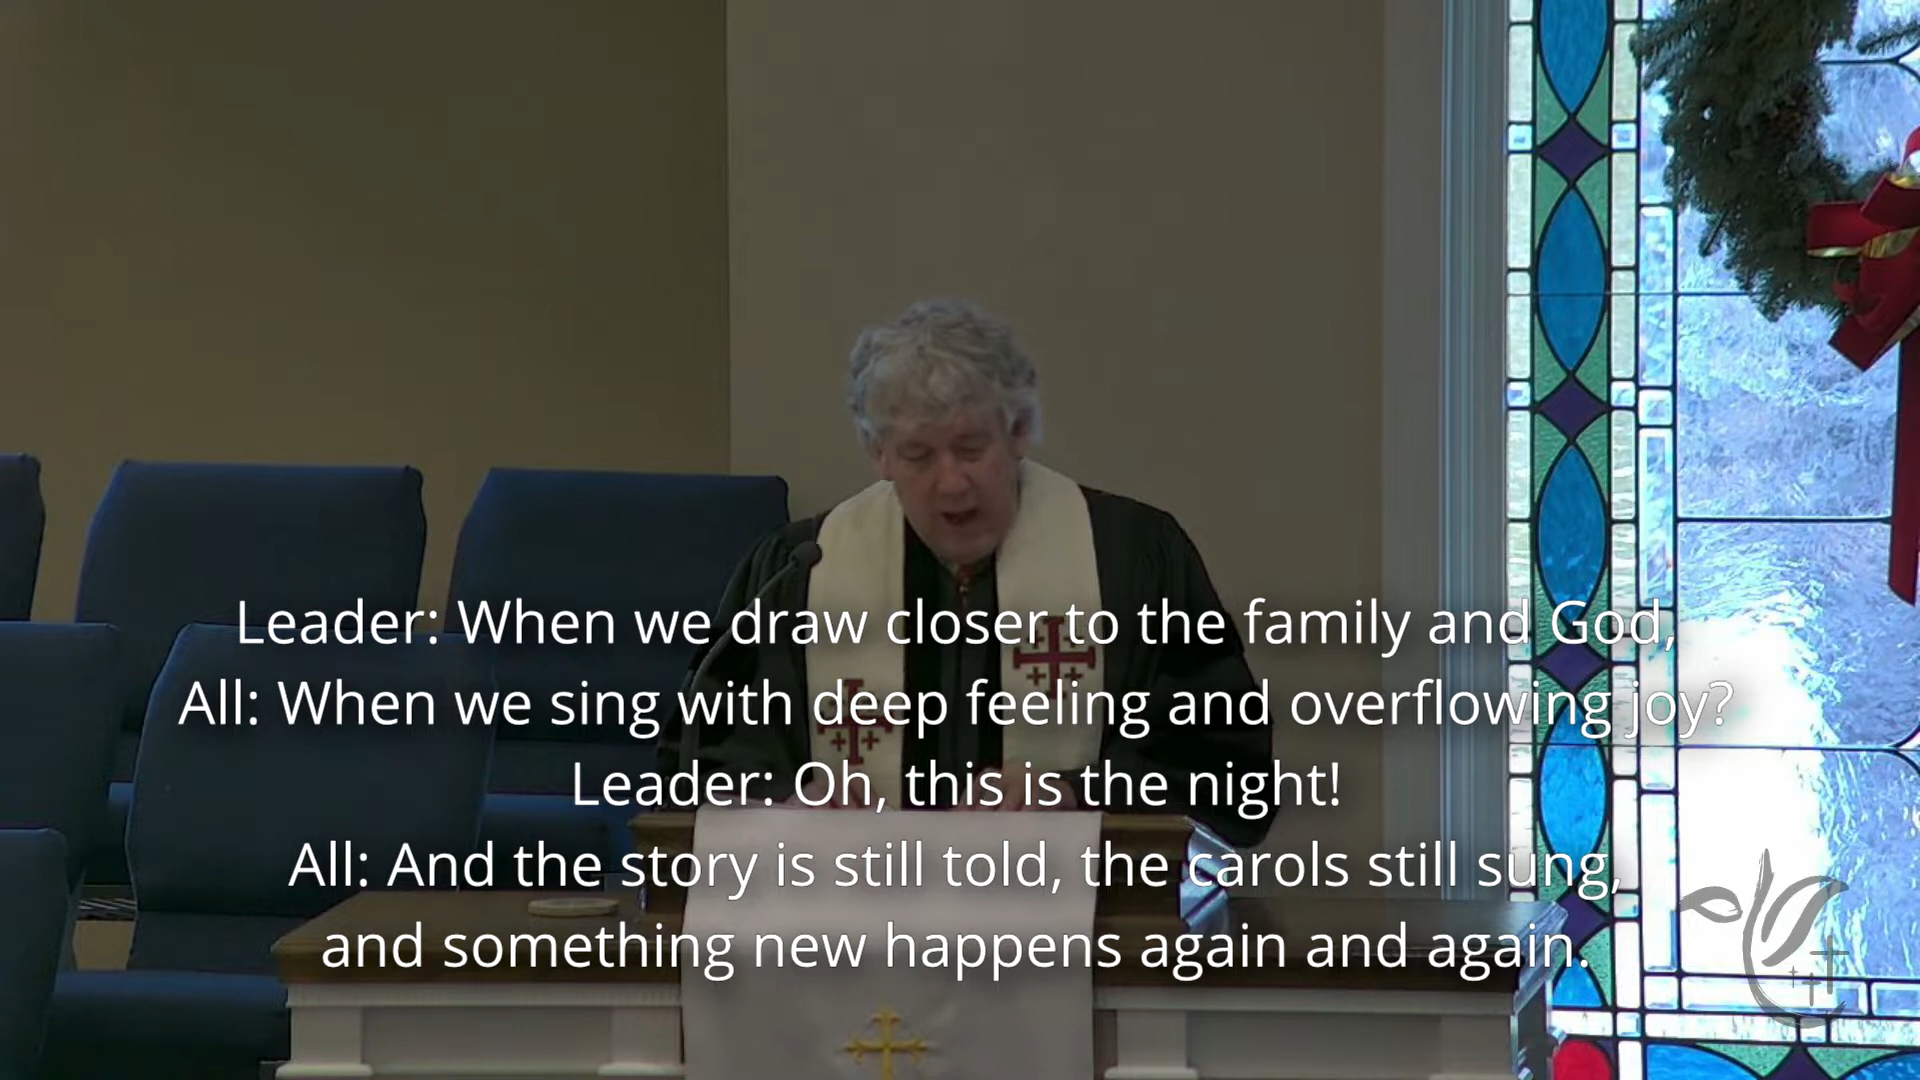 Leader: When we draw closer to the family and God,
All: When we sing with deep feeling and overflowing joy?
Leader: Oh, this is the night!
All: And the story is still told, the carols still sung,
and something new happens again and again.